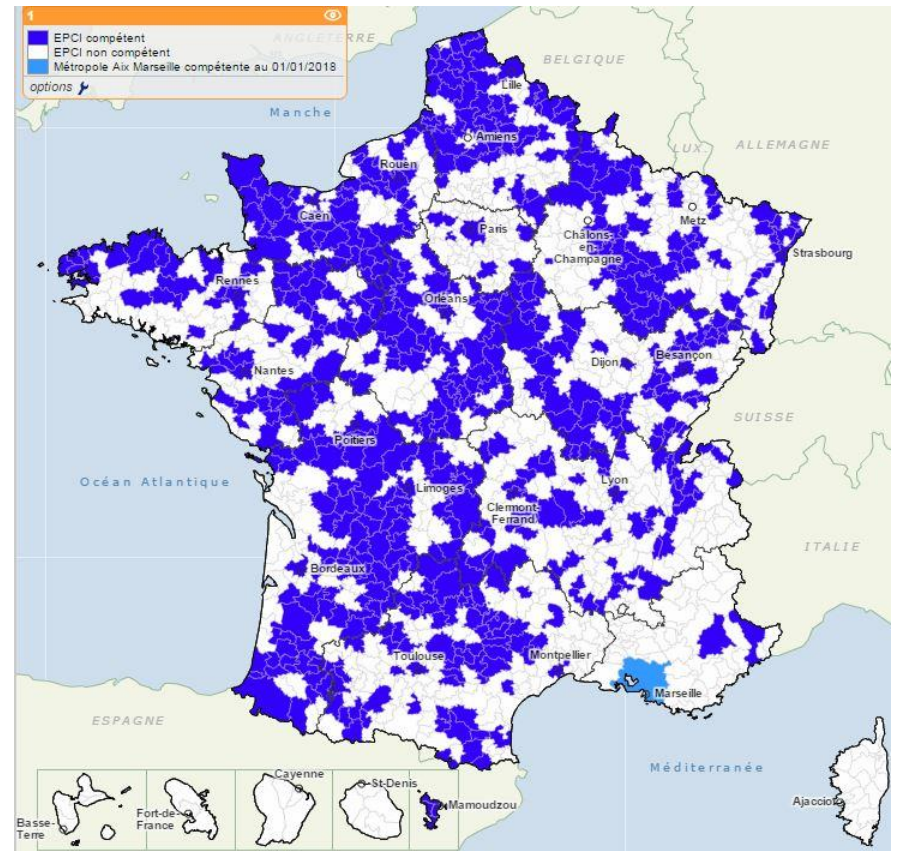 1
EPCI compétent
EPCI non compétent
Métropole Aix Marseille compétente au 01/01/2018
options
ANGLETERRE
BELGIQUE
Lille
Manche
Amiens
LUX.
ALLEMAGNE
Rouen
Caen
Metz
Paris
Châlons-
en-
Champagne
Strasbourg
Rennes
Orléans
Dijon
Besançon
Nantes
SUISSE
Poitiers
Océan Atlantique
Limoges
Lyon
Clermont-
Ferrand
ITALIE
Bordeaux
Toulouse
Montpellier
Marseille
ESPAGNE
Méditerranée
Cayenne
St-Denis
Mamoudzou
Ajaccio
Basse-
Terre
Fort-de-
France